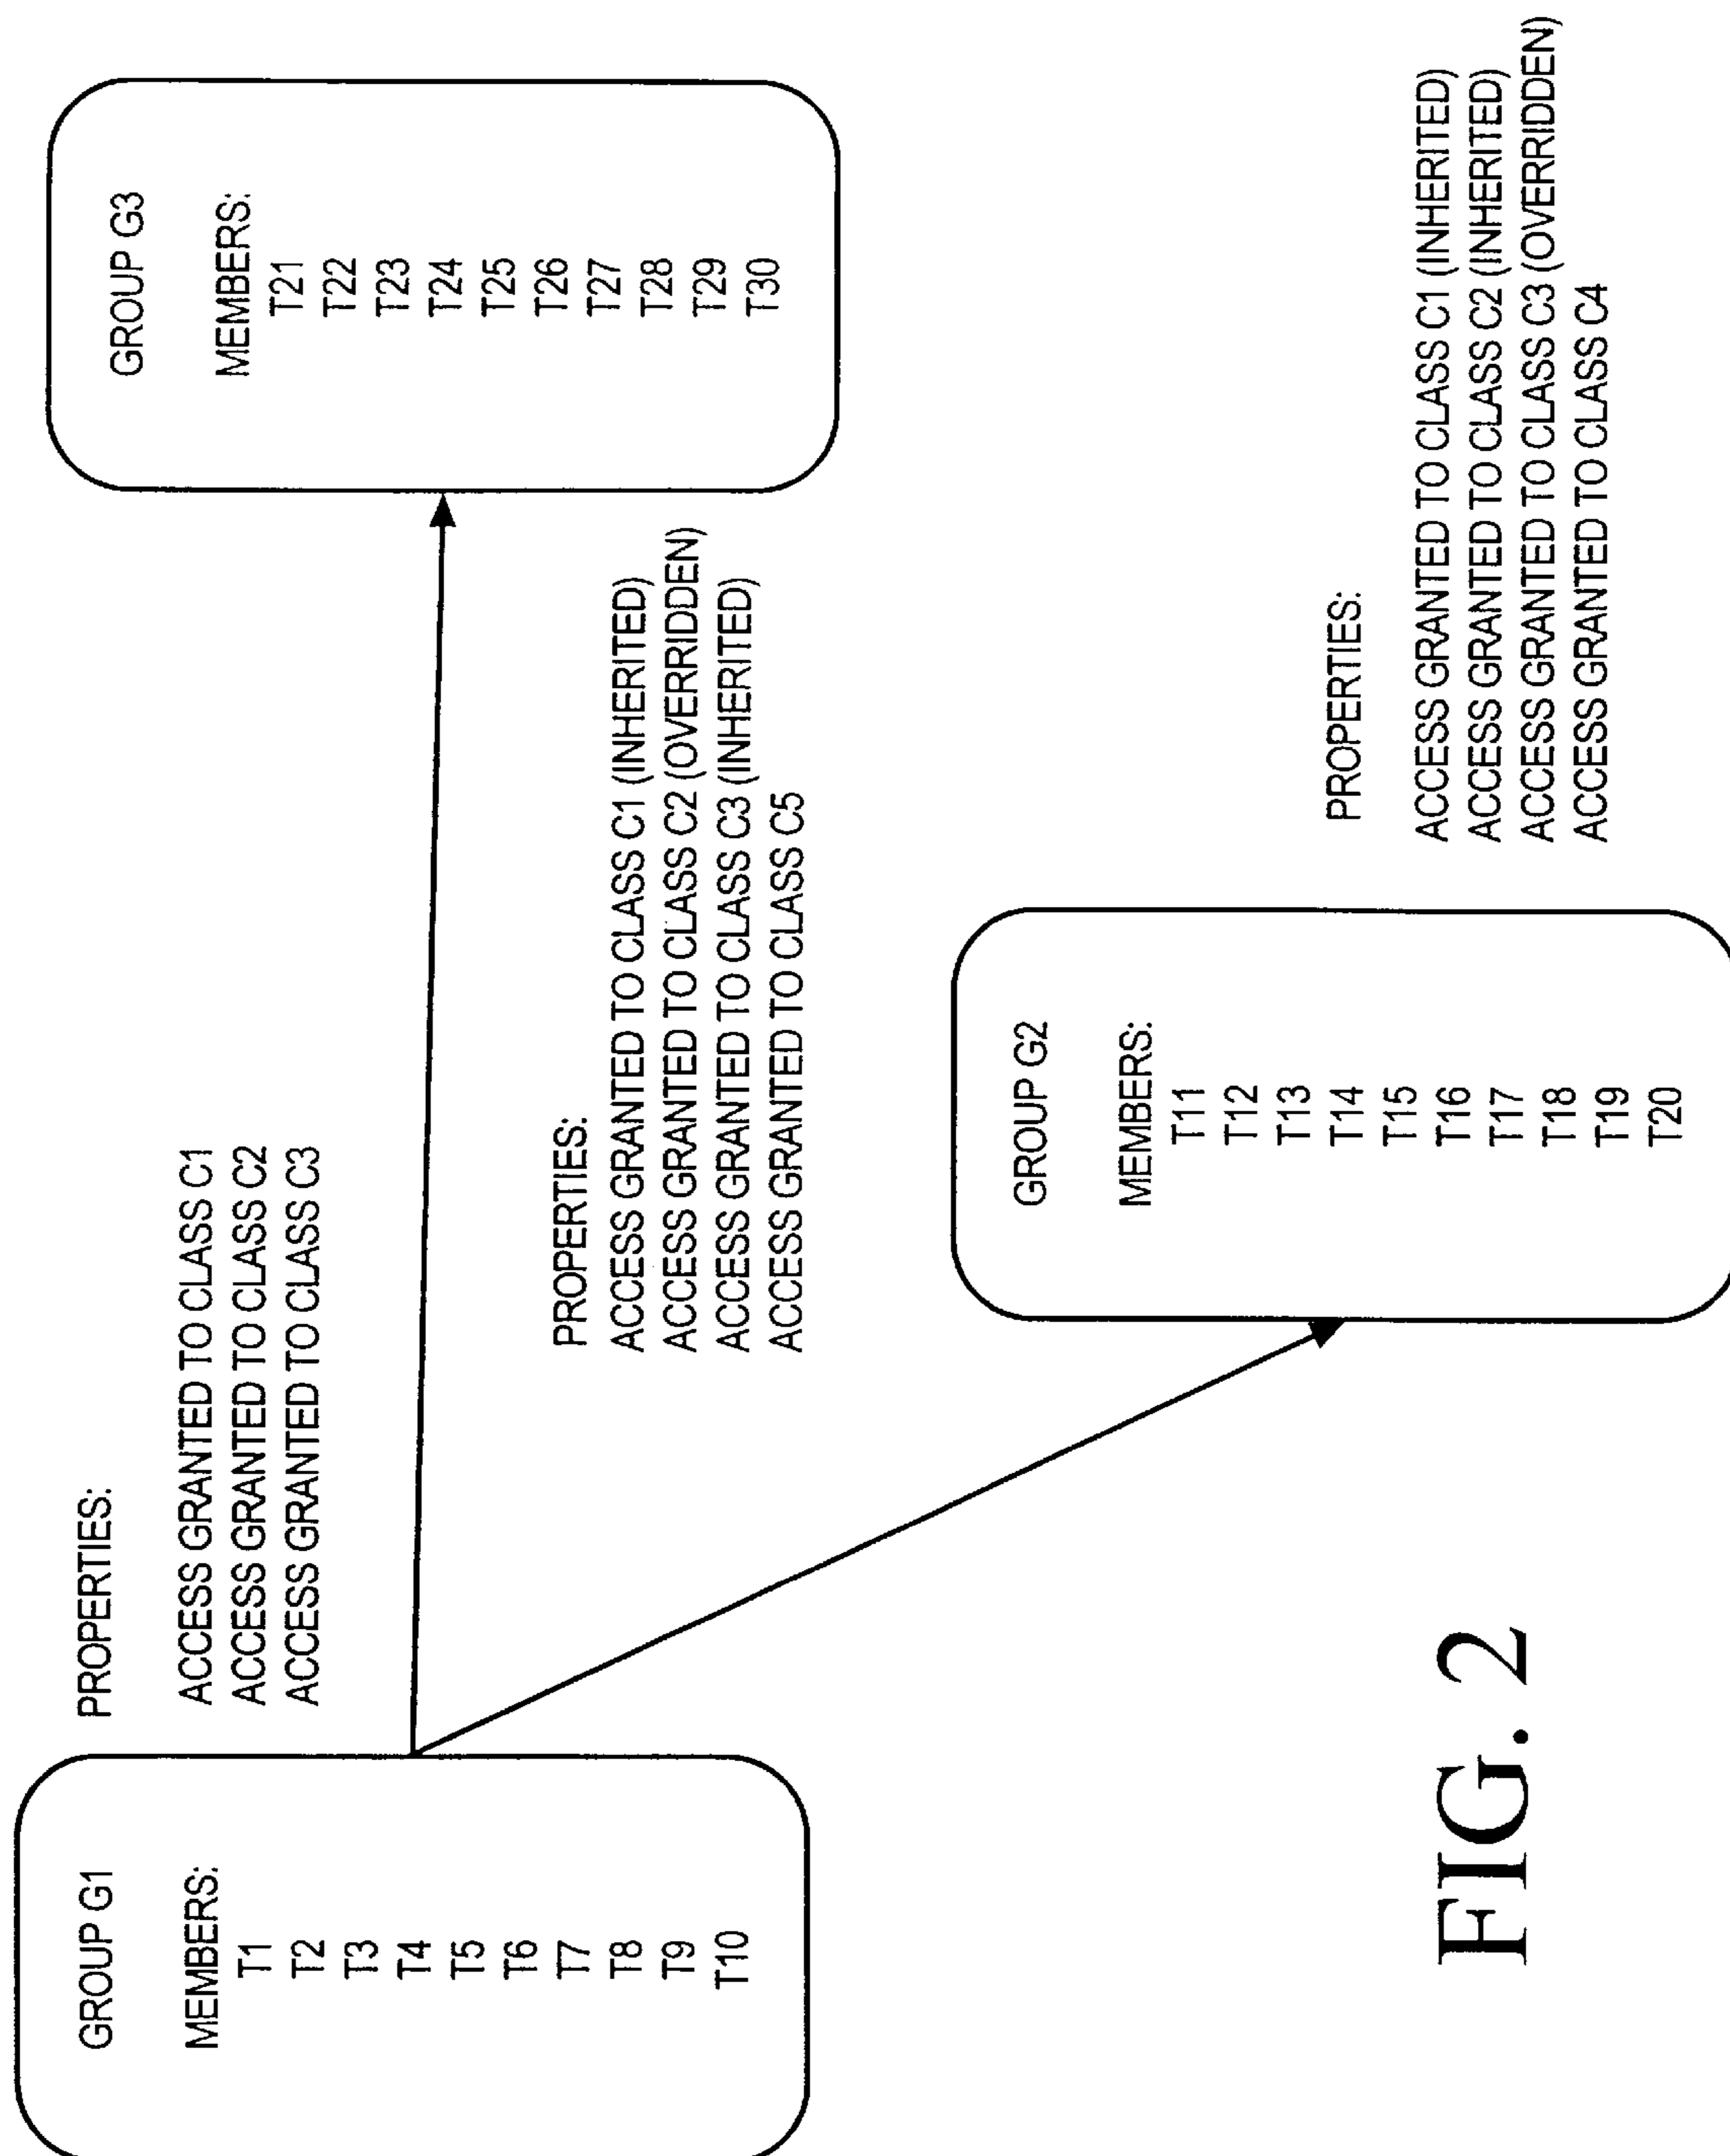 GROUP G1
MEMBERS:
T1
T2
T3
T4
T5
T6
T7
T8
T9
T10
PROPERTIES:
ACCESS GRANTED TO CLASS C1
ACCESS GRANTED TO CLASS C2
ACCESS GRANTED TO CLASS C3
GROUP G3
MEMBERS:
T21
T22
T23
T24
T25
T26
T27
T28
T29
T30
PROPERTIES:
ACCESS GRANTED TO CLASS C1 (INHERITED)
ACCESS GRANTED TO CLASS C2 (OVERRIDDEN)
ACCESS GRANTED TO CLASS C3 (INHERITED)
ACCESS GRANTED TO CLASS C5
GROUP G2
MEMBERS:
T11
T12
T13
T14
T15
T16
T17
T18
T19
T20
PROPERTIES:
ACCESS GRANTED TO CLASS C1 (INHERITED)
ACCESS GRANTED TO CLASS C2 (INHERITED)
ACCESS GRANTED TO CLASS C3 (OVERRIDDEN)
ACCESS GRANTED TO CLASS C4
FIG. 2